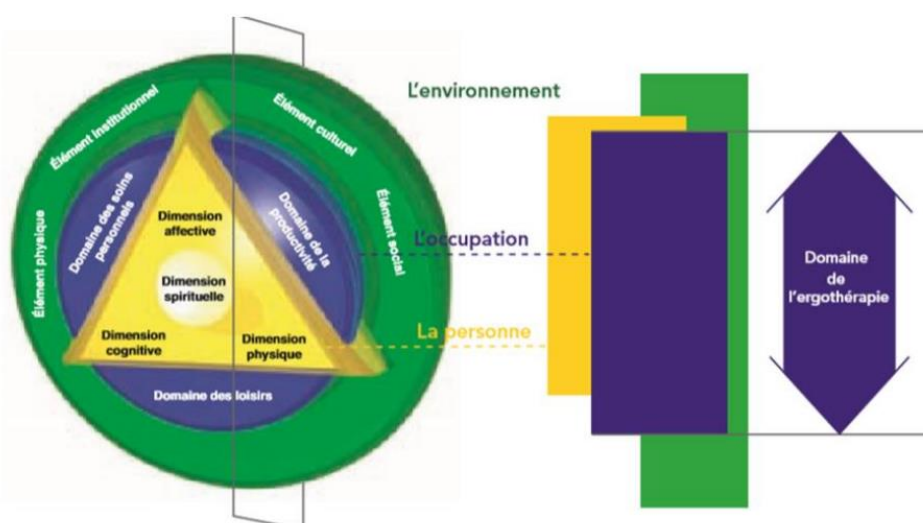 Élément institutionnel
Élément culturel
Élément physique
Élément social
Domaine des soins
personnels
Domaine de la
productivité
Dimension
affective
Dimension
spirituelle
Dimension
cognitive
Dimension
physique
Domaine des loisirs
L'environnement
L'occupation
La personne
Domaine
de
l'ergothérapie